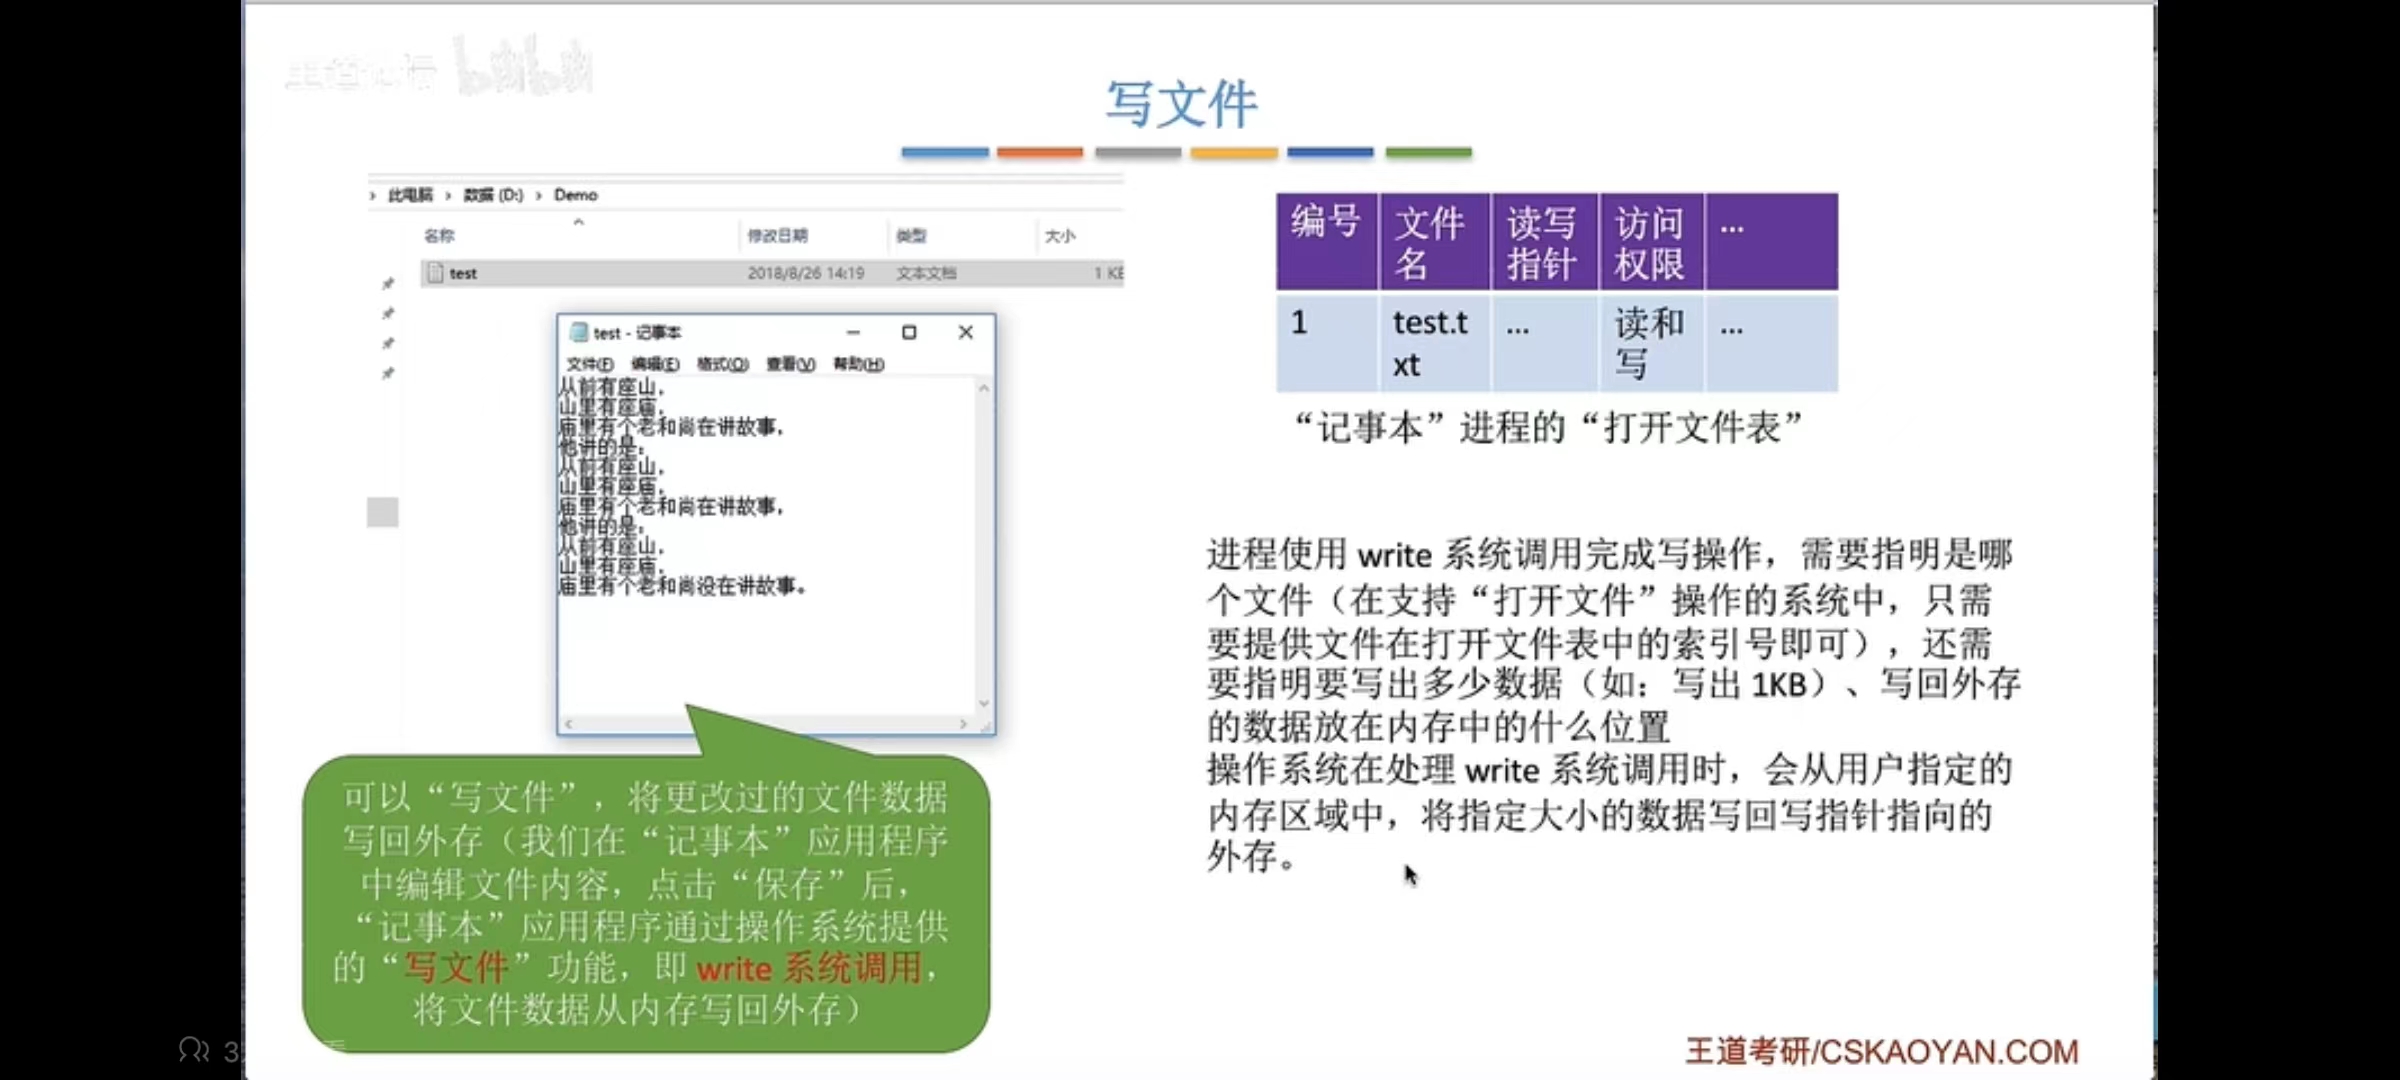 写文件
此电脑 › 数据 (D:) › Demo
名称 修改日期 类型 大小
test 2018/8/26 14:19 文本文档 1 KE
test - 记事本
文件(F) 编辑(E) 格式(O) 查看(V) 帮助(H)
从前有座山，
山里有座庙，
庙里有个老和尚在讲故事，
他讲的是：
从前有座山，
山里有座庙，
庙里有个老和尚在讲故事，
他讲的是：
从前有座山，
山里有座庙，
庙里有个老和尚没在讲故事。
可以“写文件”，将更改过的文件数据
写回外存（我们在“记事本”应用程序
中编辑文件内容，点击“保存”后，
“记事本”应用程序通过操作系统提供
的“写文件”功能，即 write 系统调用，
将文件数据从内存写回外存）
编号 文件 读写 访问 ...
名 指针 权限
1 test.t ... 读和 ...
xt 写
“记事本”进程的“打开文件表”
进程使用 write 系统调用完成写操作，需要指明是哪
个文件（在支持“打开文件”操作的系统中，只需
要提供文件在打开文件表中的索引号即可），还需
要指明要写出多少数据（如：写出 1KB）、写回外存
的数据放在内存中的什么位置
操作系统在处理 write 系统调用时，会从用户指定的
内存区域中，将指定大小的数据写回写指针指向的
外存。
王道考研/CSKAOYAN.COM